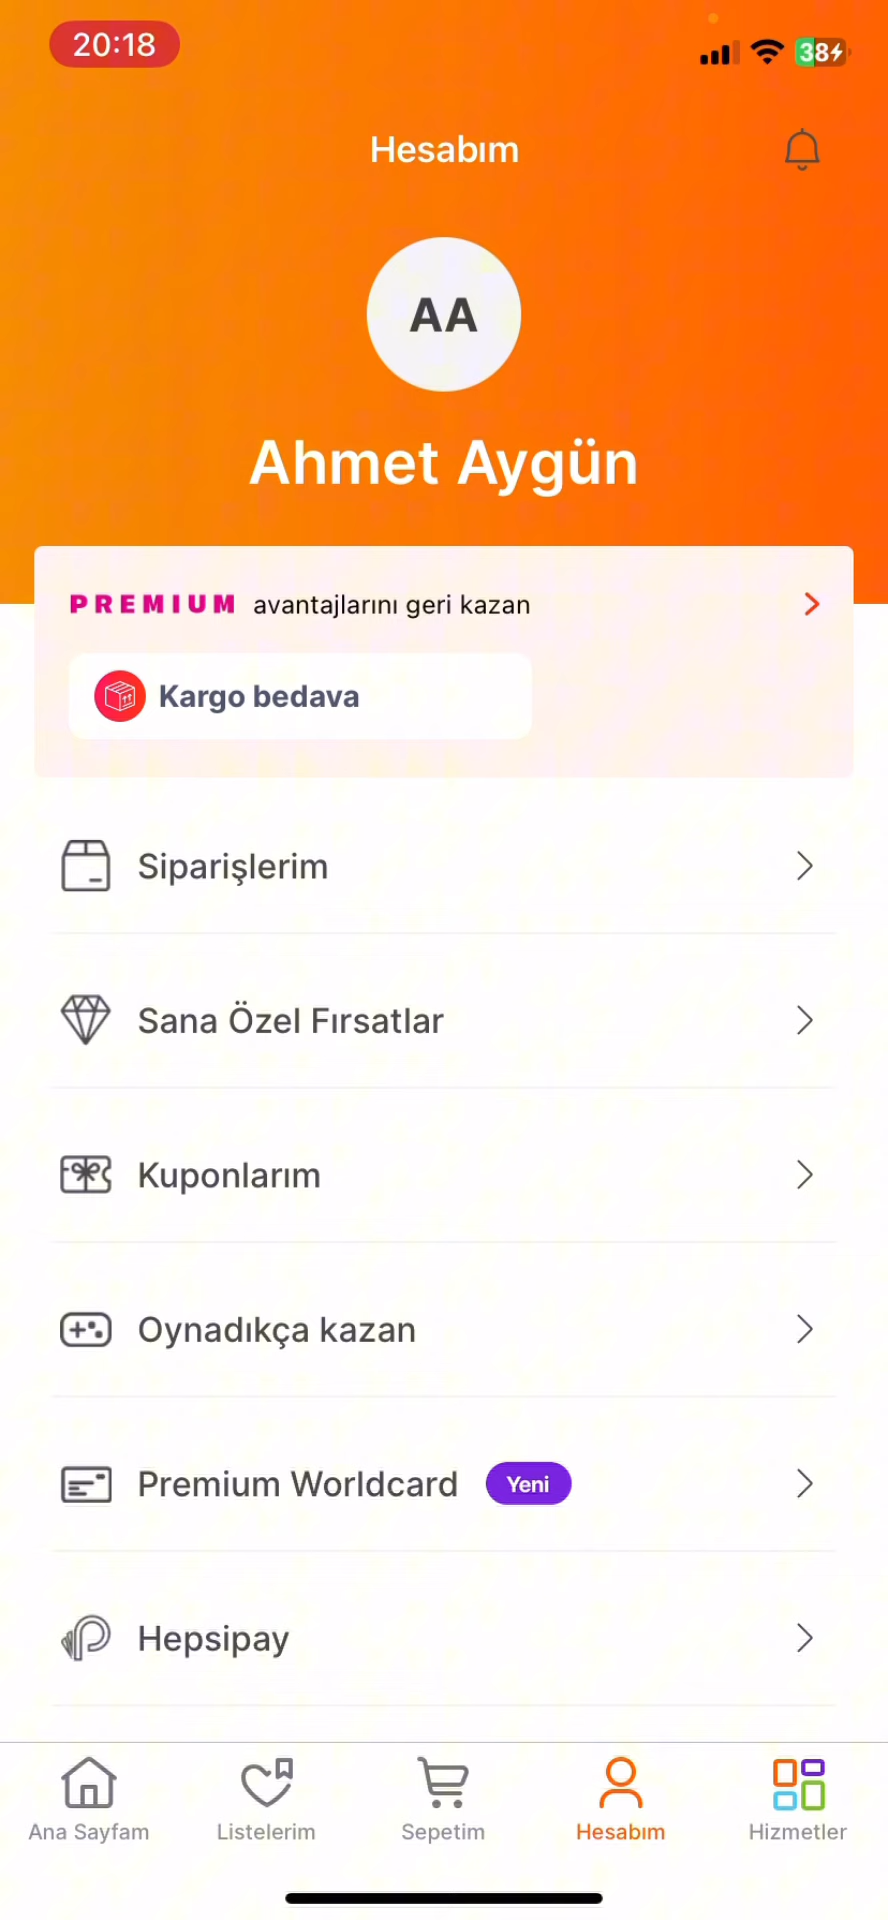 20:18
38
Hesabım
AA
Ahmet Aygün
PREMIUM avantajlarını geri kazan
Kargo bedava
Siparişlerim
Sana Özel Fırsatlar
Kuponlarım
Oynadıkça kazan
Premium Worldcard Yeni
Hepsipay
Ana Sayfam Listelerim Sepetim Hesabım Hizmetler